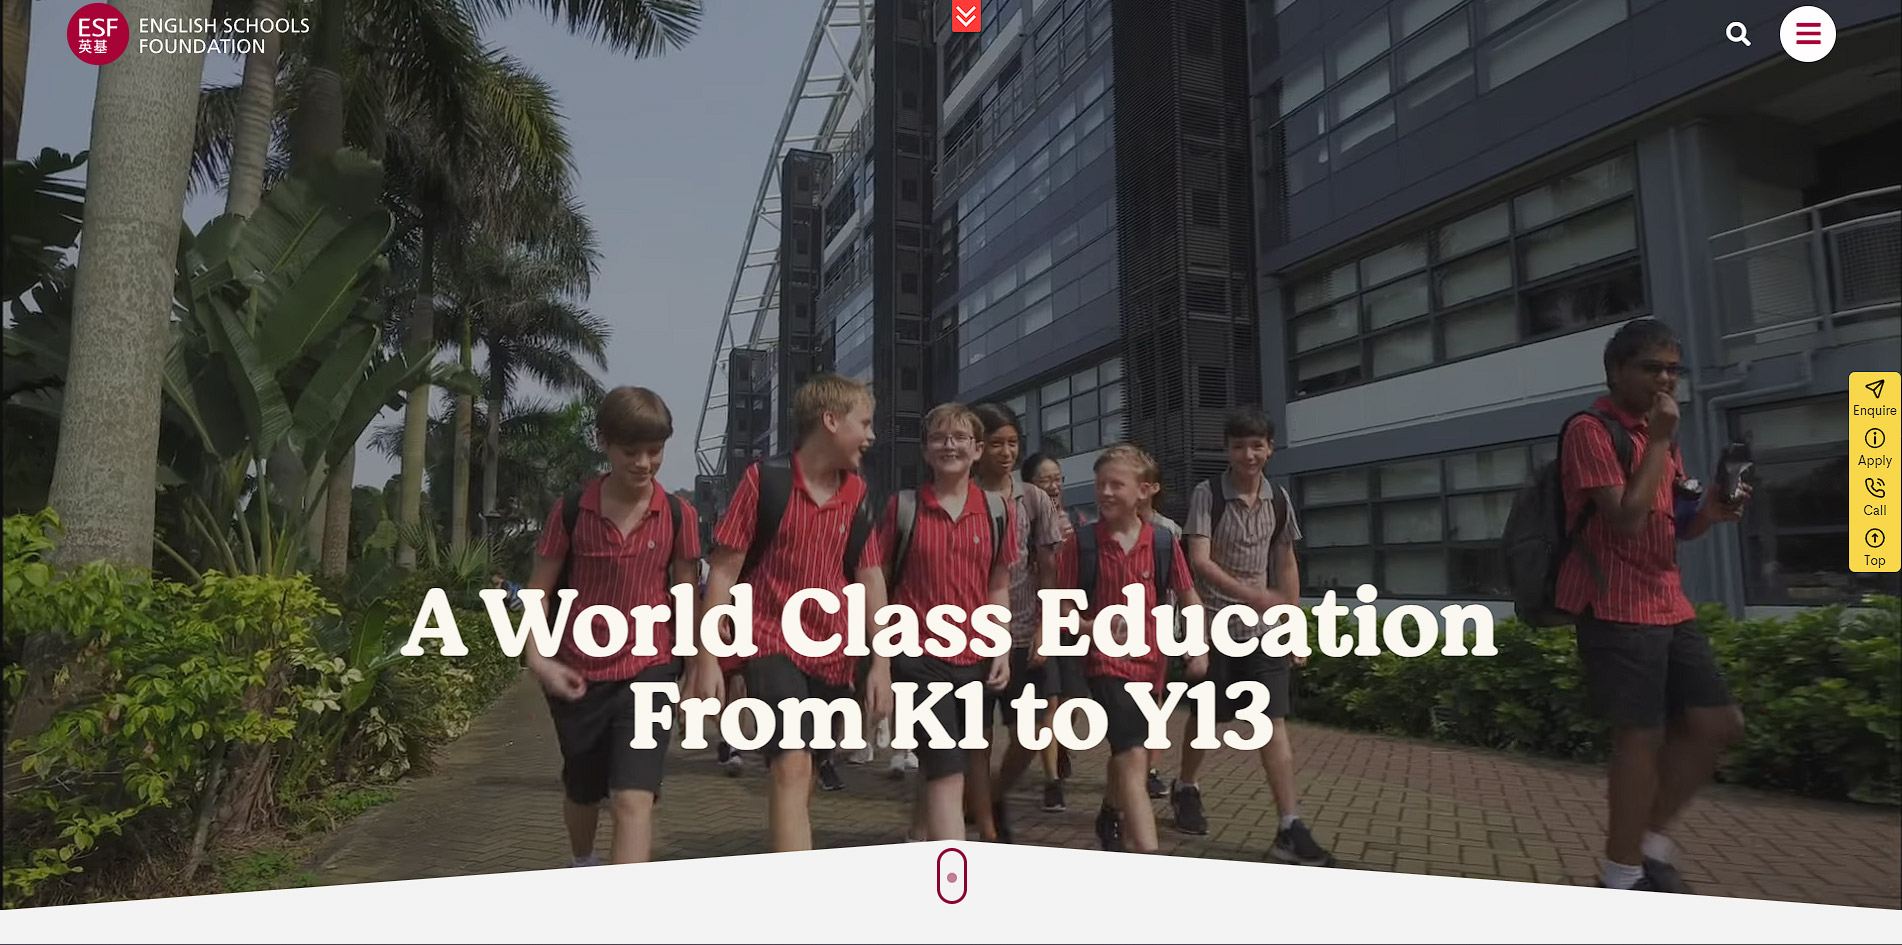 ESF
英基
ENGLISH SCHOOLS
FOUNDATION
Enquire
Apply
Call
Top
A World Class Education
From K1 to Y13